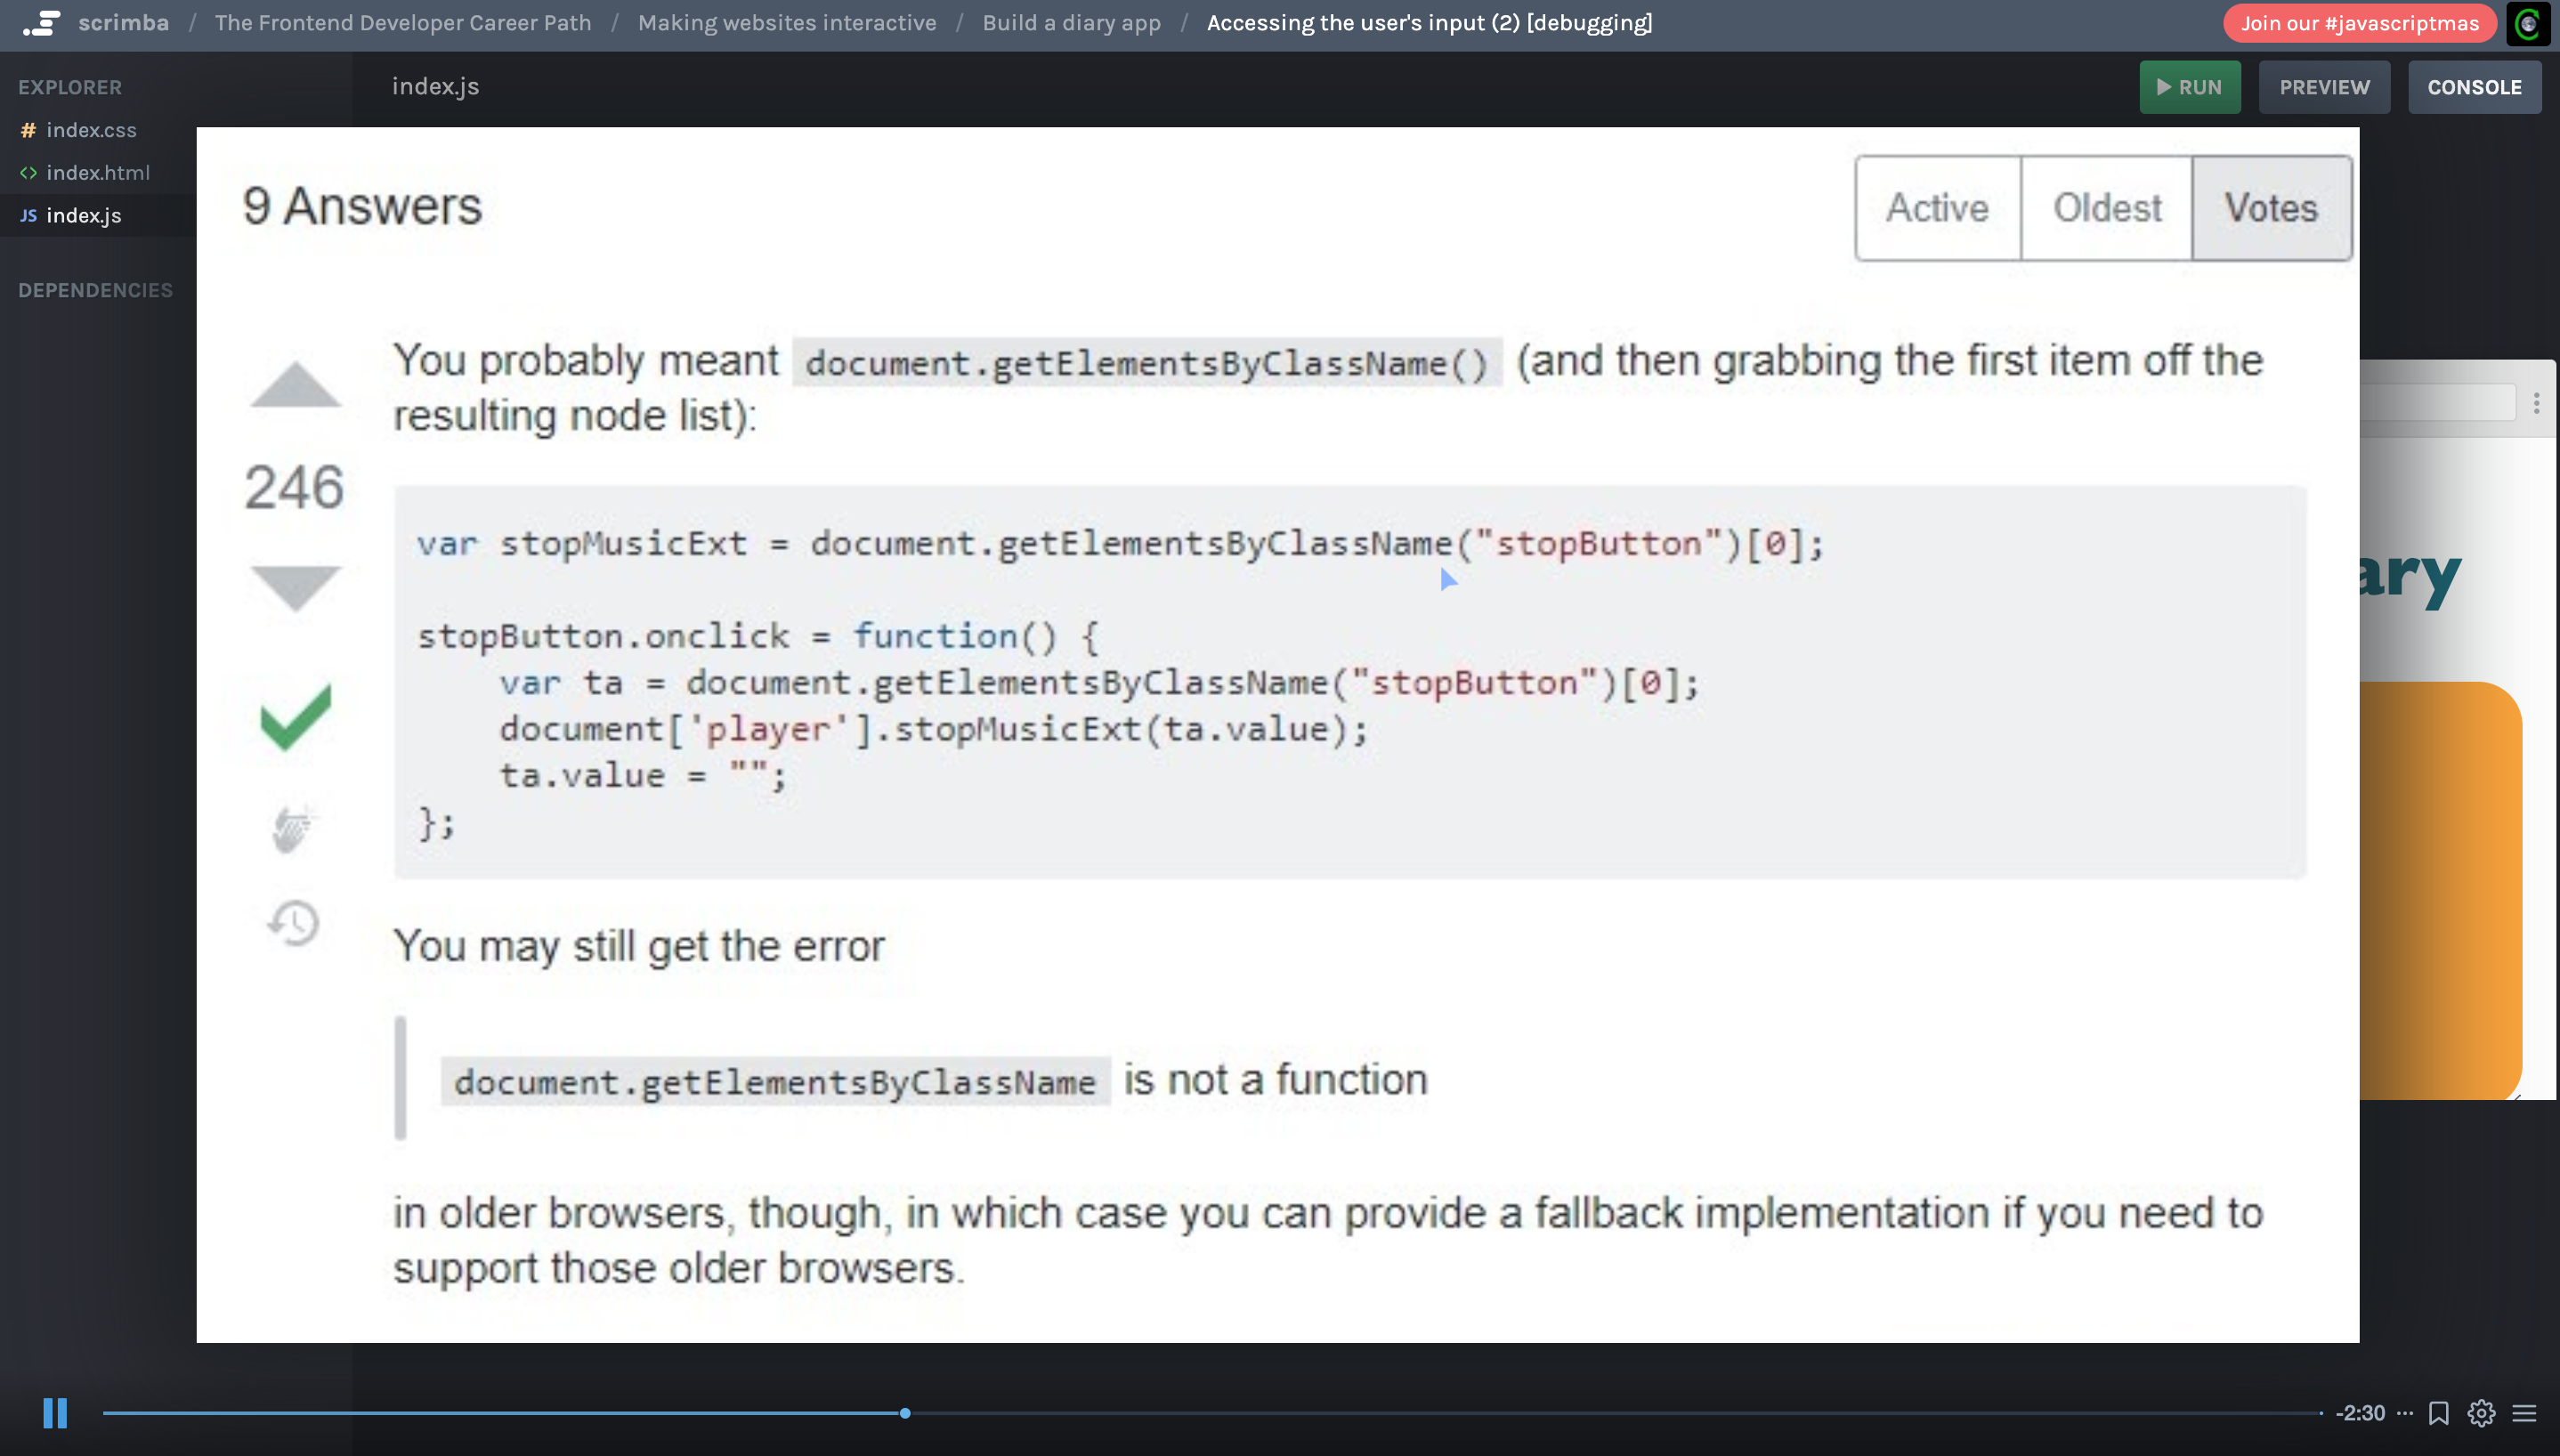 scrimba / The Frontend Developer Career Path / Making websites interactive / Build a diary app / Accessing the user's input (2) [debugging]
Join our #javascriptmas
EXPLORER
index.js
RUN
PREVIEW
CONSOLE
# index.css
<> index.html
JS index.js
DEPENDENCIES
9 Answers
Active
Oldest
Votes
You probably meant document.getElementsByClassName() (and then grabbing the first item off the
resulting node list):
246
var stopMusicExt = document.getElementsByClassName("stopButton")[0];
stopButton.onclick = function() {
var ta = document.getElementsByClassName("stopButton")[0];
document['player'].stopMusicExt(ta.value);
ta.value = "";
};
ary
You may still get the error
document.getElementsByClassName is not a function
in older browsers, though, in which case you can provide a fallback implementation if you need to
support those older browsers.
-2:30